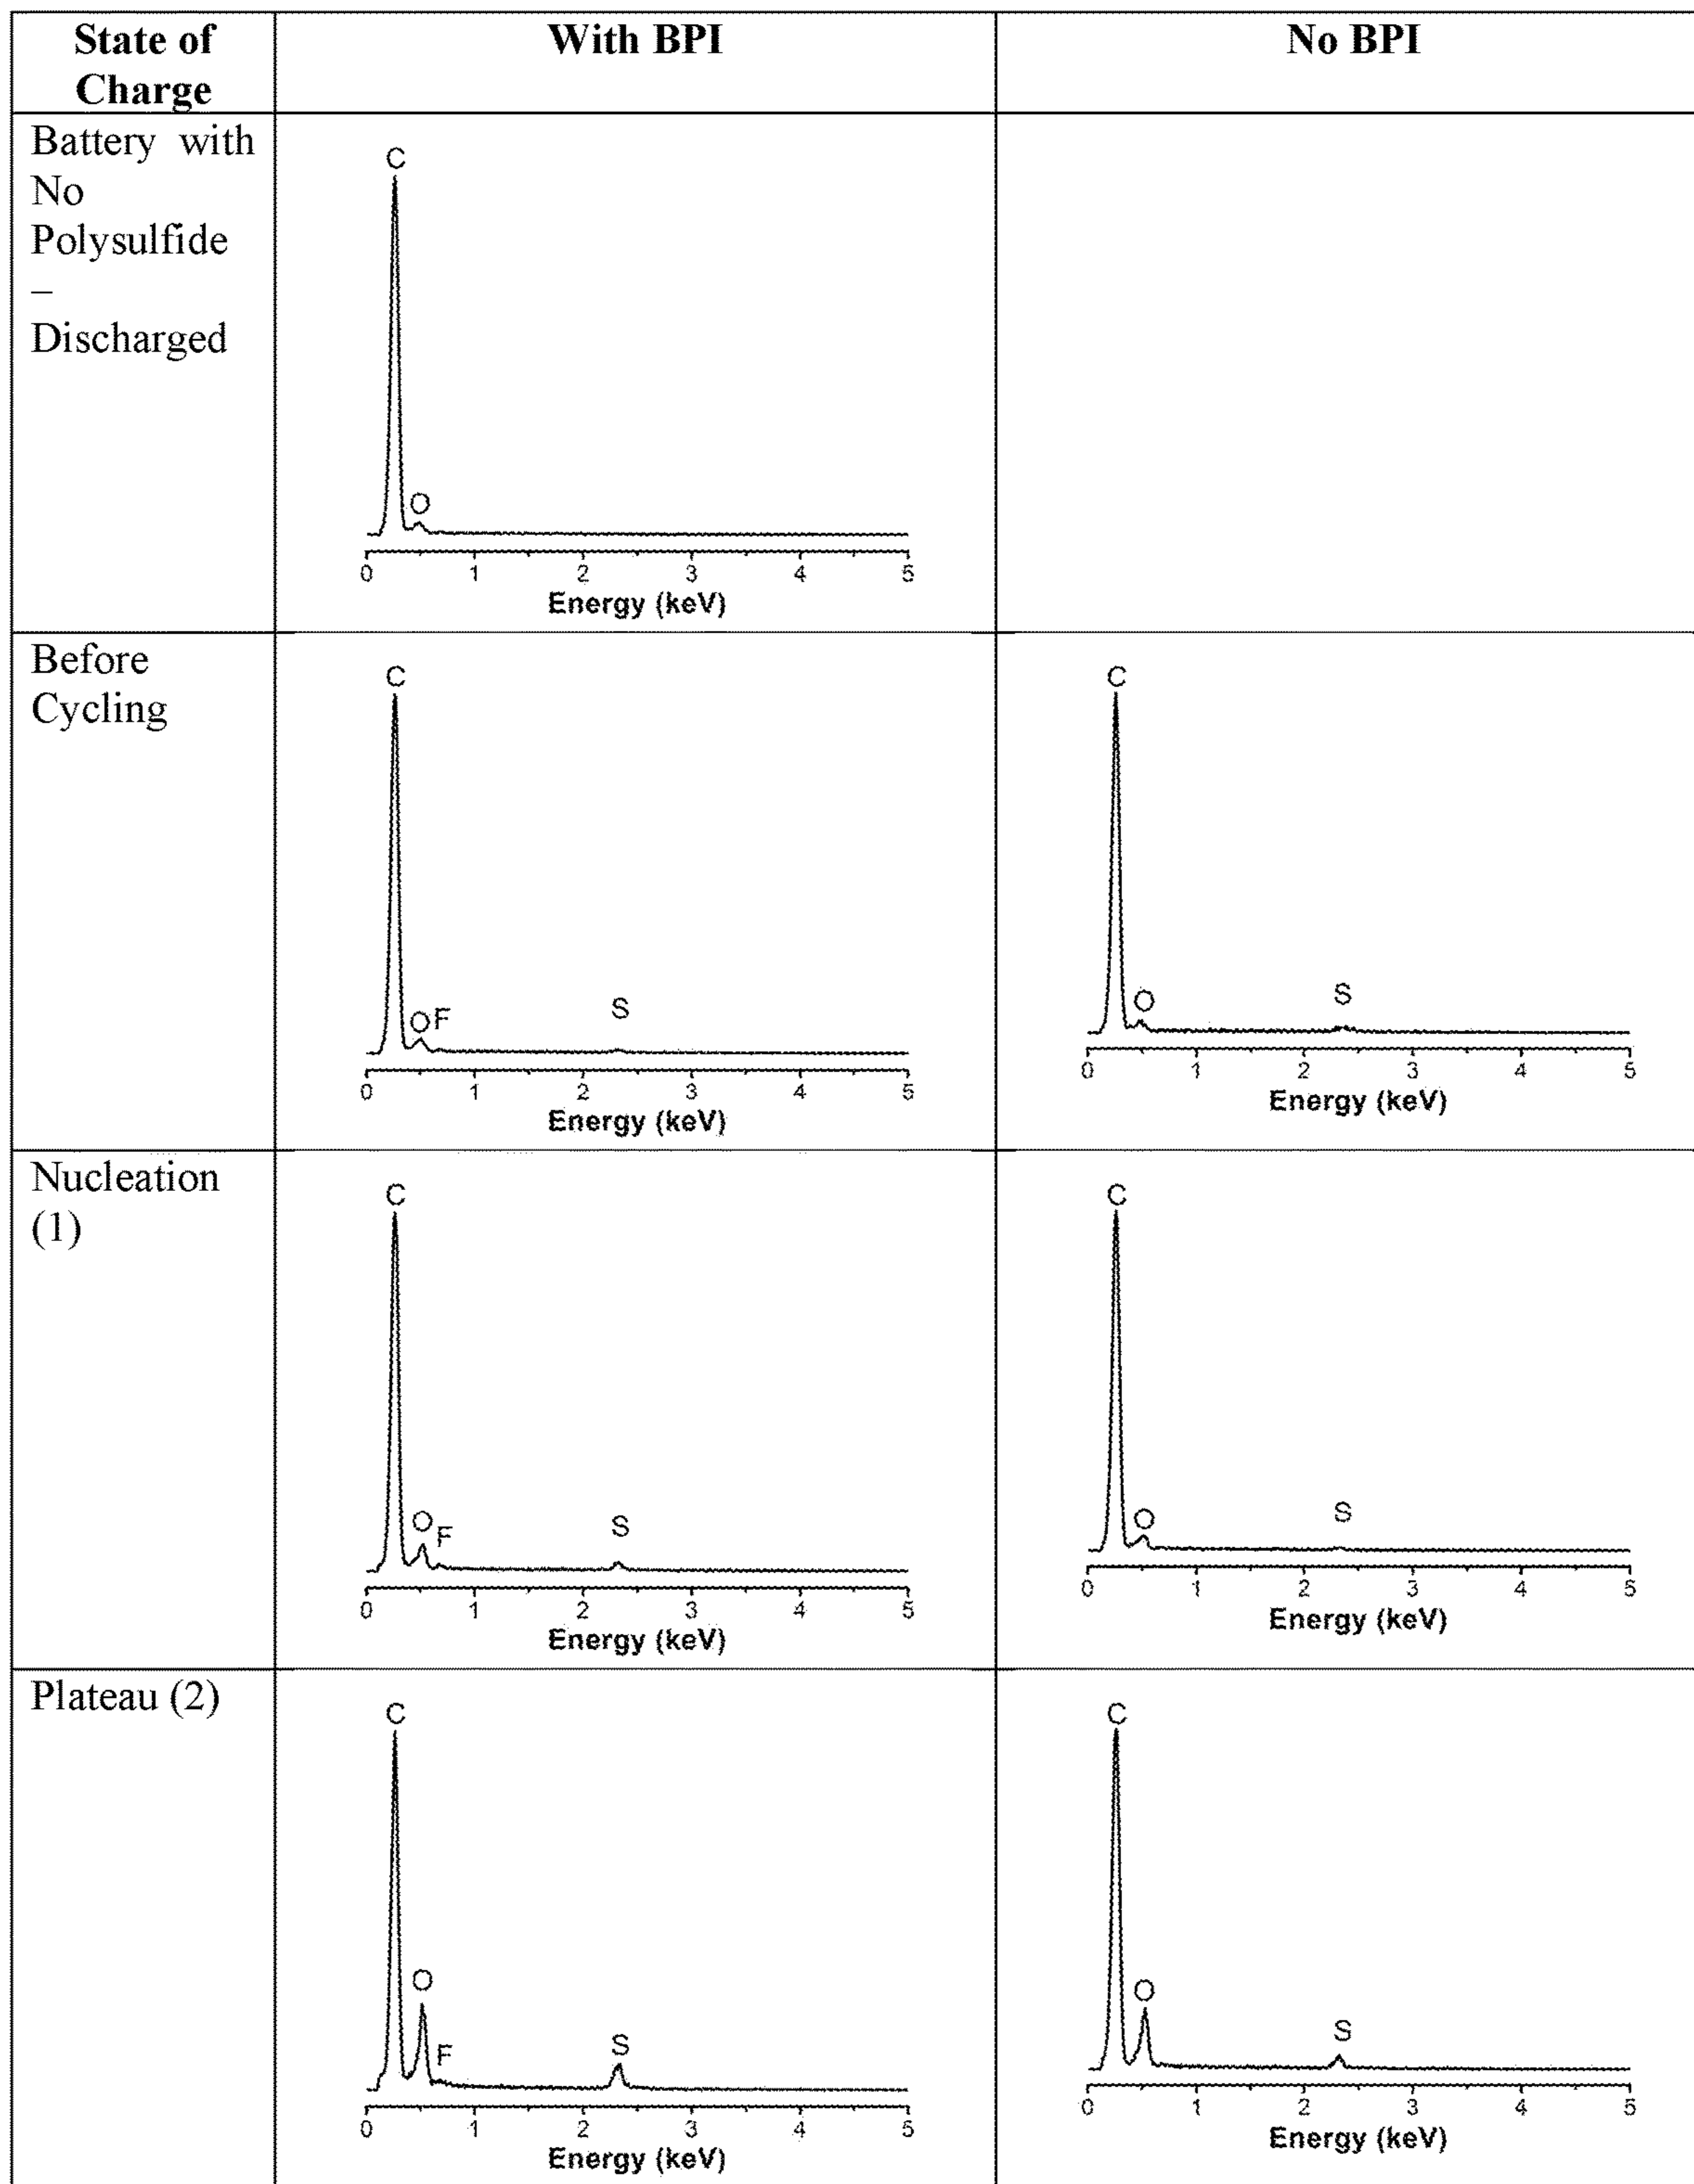 State of
Charge
With BPI
No BPI
Battery with
No
Polysulfide
–
Discharged
C
O
0 1 2 3 4 5
Energy (keV)
Before
Cycling
C
O F
S
0 1 2 3 4 5
Energy (keV)
C
O
S
0 1 2 3 4 5
Energy (keV)
Nucleation
(1)
C
O F
S
0 1 2 3 4 5
Energy (keV)
C
O
S
0 1 2 3 4 5
Energy (keV)
Plateau (2)
C
O
F
S
0 1 2 3 4 5
Energy (keV)
C
O
S
0 1 2 3 4 5
Energy (keV)